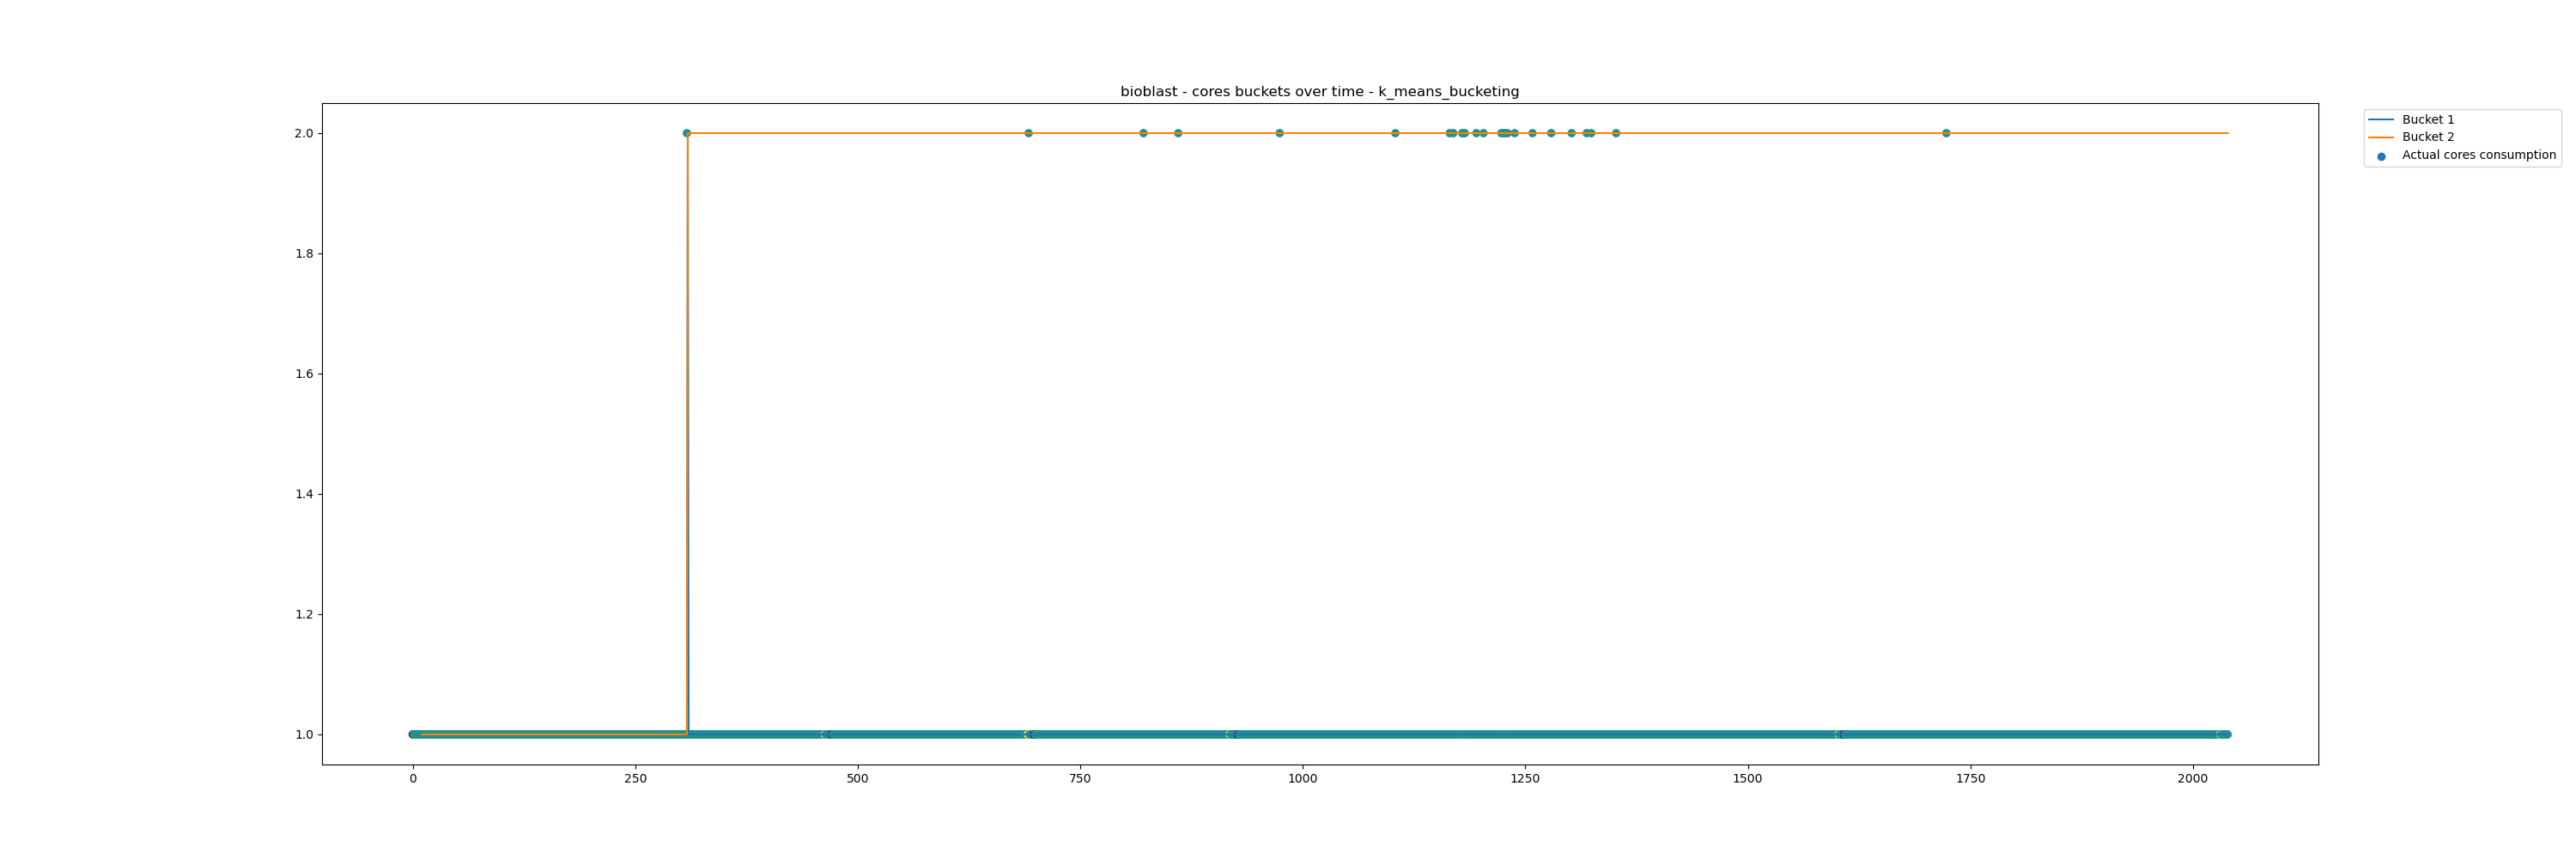 bioblast - cores buckets over time - k_means_bucketing
Bucket 1
Bucket 2
Actual cores consumption
2.0
1.8
1.6
1.4
1.2
1.0
0 250 500 750 1000 1250 1500 1750 2000